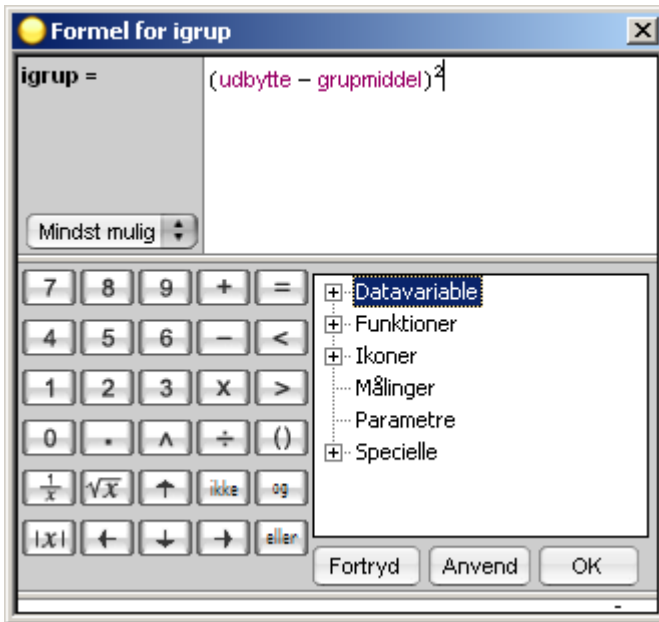 Formel for igrup
igrup =
(udbytte – grupmiddel)²
Mindst mulig
7 8 9 + =
4 5 6 – <
1 2 3 x >
0 . ^ ÷ ()
1/x √x ↑ ikke og
|x| ← ↓ → eller
Datavariable
Funktioner
Ikoner
Målinger
Parametre
Specielle
Fortryd Anvend OK